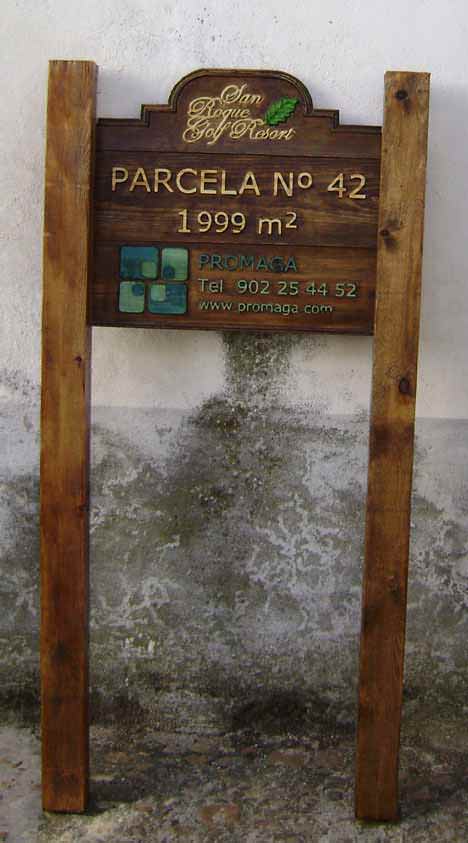 San
Roque
Golf Resort
PARCELA Nº 42
1999 m²
PROMAGA
Tel 902 25 44 52
www.promaga.com